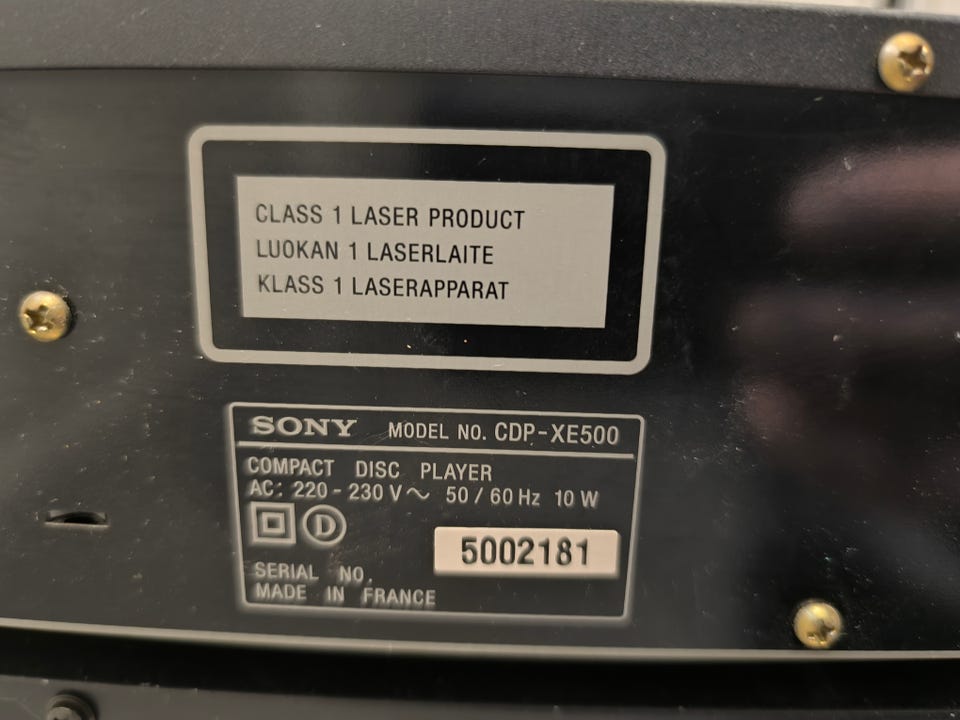 CLASS 1 LASER PRODUCT
LUOKAN 1 LASERLAITE
KLASS 1 LASERAPPARAT
SONY MODEL NO. CDP-XE500
COMPACT DISC PLAYER
AC: 220 - 230 V~ 50 / 60 Hz 10 W
D
5002181
SERIAL NO.
MADE IN FRANCE